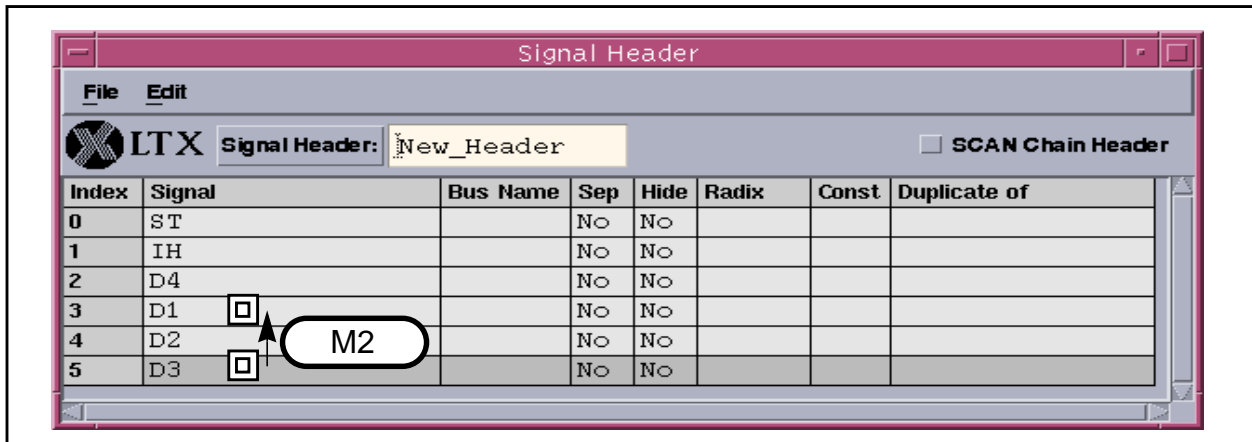 Signal Header
File Edit
LTX Signal Header: New_Header SCAN Chain Header
Index Signal Bus Name Sep Hide Radix Const Duplicate of
0 ST No No
1 IH No No
2 D4 No No
3 D1 No No
4 D2 M2 No No
5 D3 No No